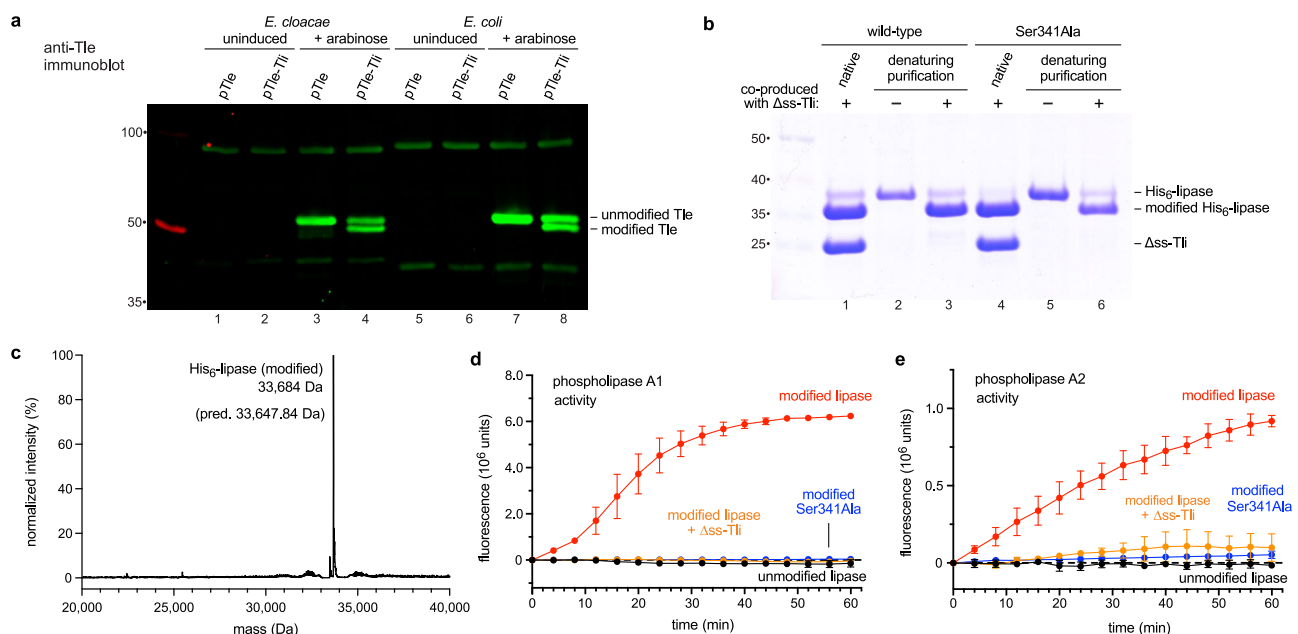 a
anti-Tle
immunoblot
E. cloacae
E. coli
uninduced
+ arabinose
uninduced
+ arabinose
pTle
pTle-Tli
pTle
pTle-Tli
pTle
pTle-Tli
pTle
pTle-Tli
100
50
35
unmodified Tle
modified Tle
1 2 3 4 5 6 7 8
b
wild-type
Ser341Ala
native
denaturing
purification
native
denaturing
purification
co-produced
with Δss-Tli:
+ – + + – +
50
40
35
25
His6-lipase
modified His6-lipase
Δss-Tli
1 2 3 4 5 6
c
normalized intensity (%)
100
80
60
40
20
0
His6-lipase (modified)
33,684 Da
(pred. 33,647.84 Da)
20,000 25,000 30,000 35,000 40,000
mass (Da)
d
phospholipase A1
activity
fluorescence (10⁶ units)
8.0
6.0
4.0
2.0
0
modified lipase
modified
Ser341Ala
modified lipase
+ Δss-Tli
unmodified lipase
0 10 20 30 40 50 60
time (min)
e
phospholipase A2
activity
fluorescence (10⁶ units)
1.0
0.5
0
modified lipase
modified
Ser341Ala
modified lipase
+ Δss-Tli
unmodified lipase
0 10 20 30 40 50 60
time (min)